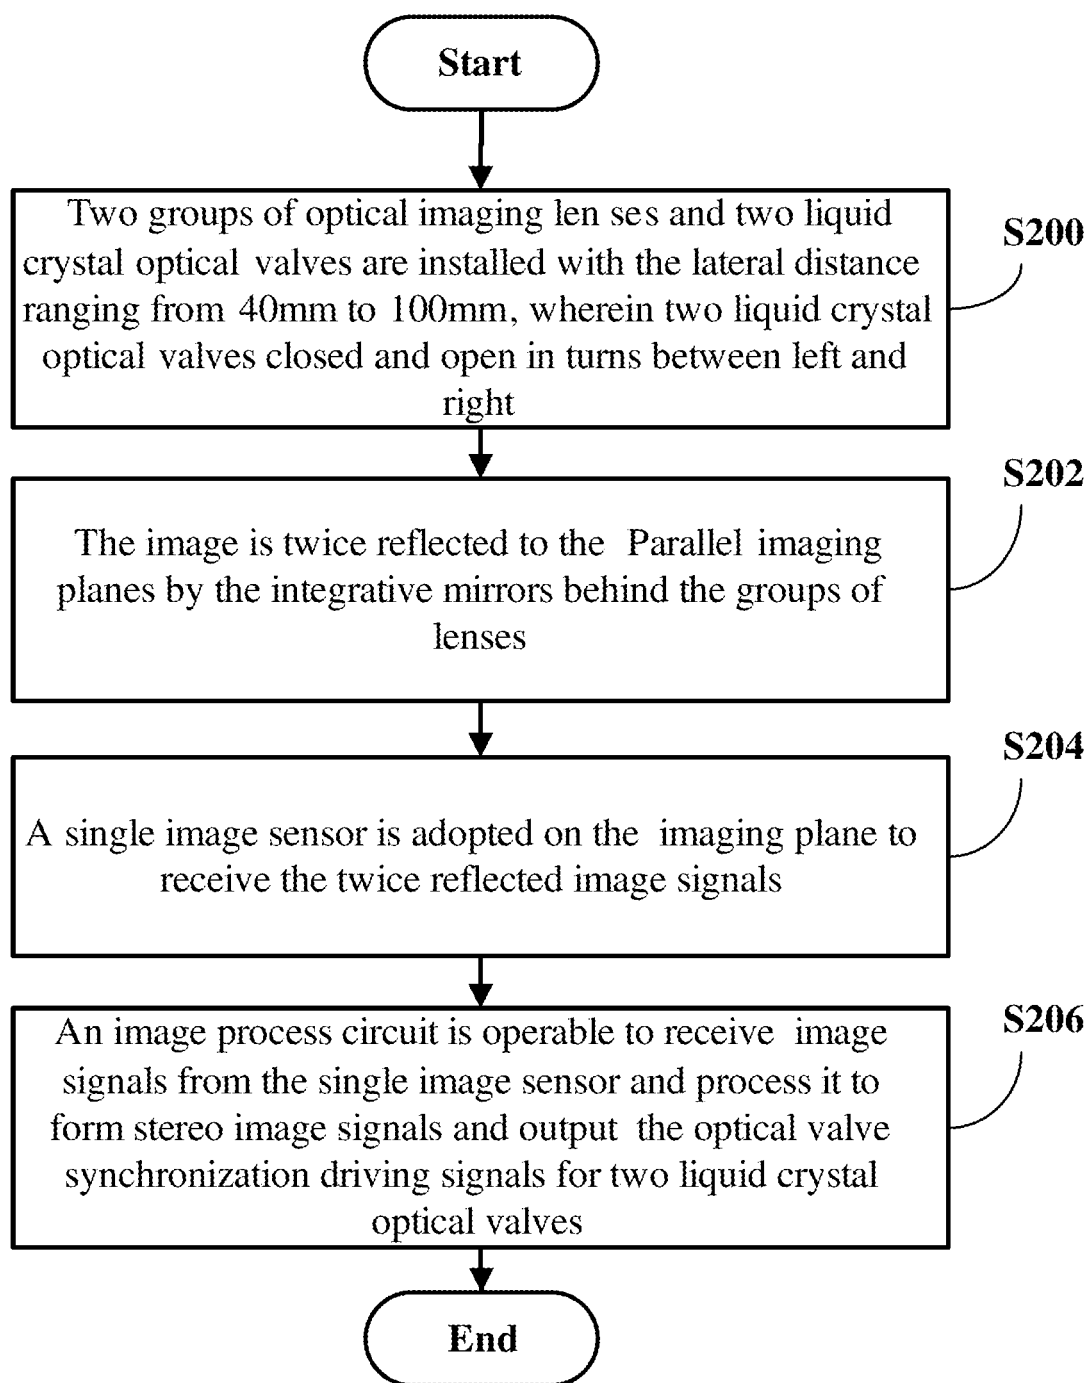 Start
Two groups of optical imaging len ses and two liquid
crystal optical valves are installed with the lateral distance
ranging from 40mm to 100mm, wherein two liquid crystal
optical valves closed and open in turns between left and
right
S200
The image is twice reflected to the Parallel imaging
planes by the integrative mirrors behind the groups of
lenses
S202
A single image sensor is adopted on the imaging plane to
receive the twice reflected image signals
S204
An image process circuit is operable to receive image
signals from the single image sensor and process it to
form stereo image signals and output the optical valve
synchronization driving signals for two liquid crystal
optical valves
S206
End